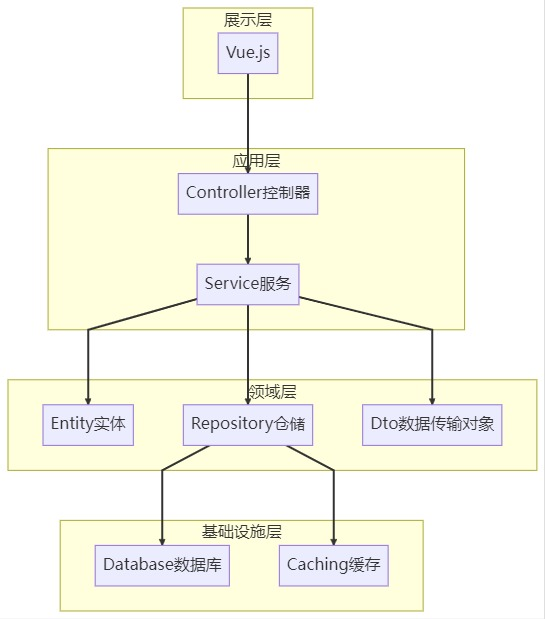 展示层
Vue.js
应用层
Controller控制器
Service服务
领域层
Entity实体
Repository仓储
Dto数据传输对象
基础设施层
Database数据库
Caching缓存